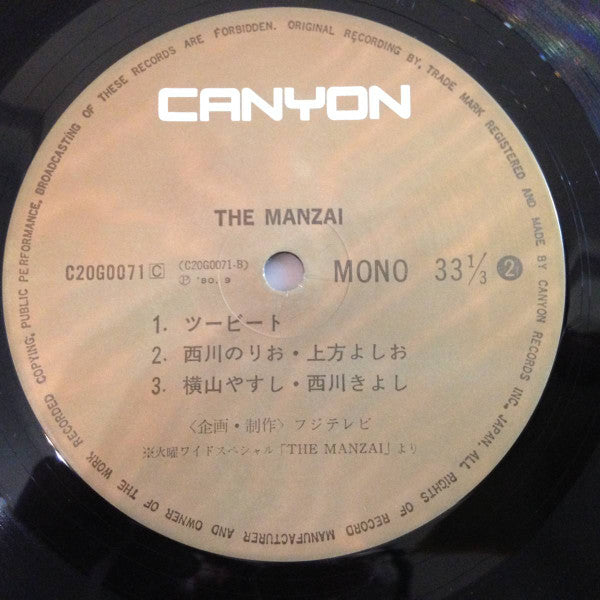 ORIGINAL RECORDING BY, TRADE MARK REGISTERED AND MADE BY CANYON RECORDS INC. JAPAN. ALL RIGHTS OF RECORD MANUFACTURER AND OWNER OF THE WORK RECORDED COPYING, PUBLIC PERFORMANCE, BROADCASTING OF THESE RECORDS ARE FORBIDDEN.
CANYON
THE MANZAI
C20G0071 C (C20G0071-B) MONO 33 1/3 2
Ⓟ '80. 9
1. ツービート
2. 西川のりお・上方よしお
3. 横山やすし・西川きよし
〈企画・制作〉フジテレビ
※火曜ワイドスペシャル「THE MANZAI」より